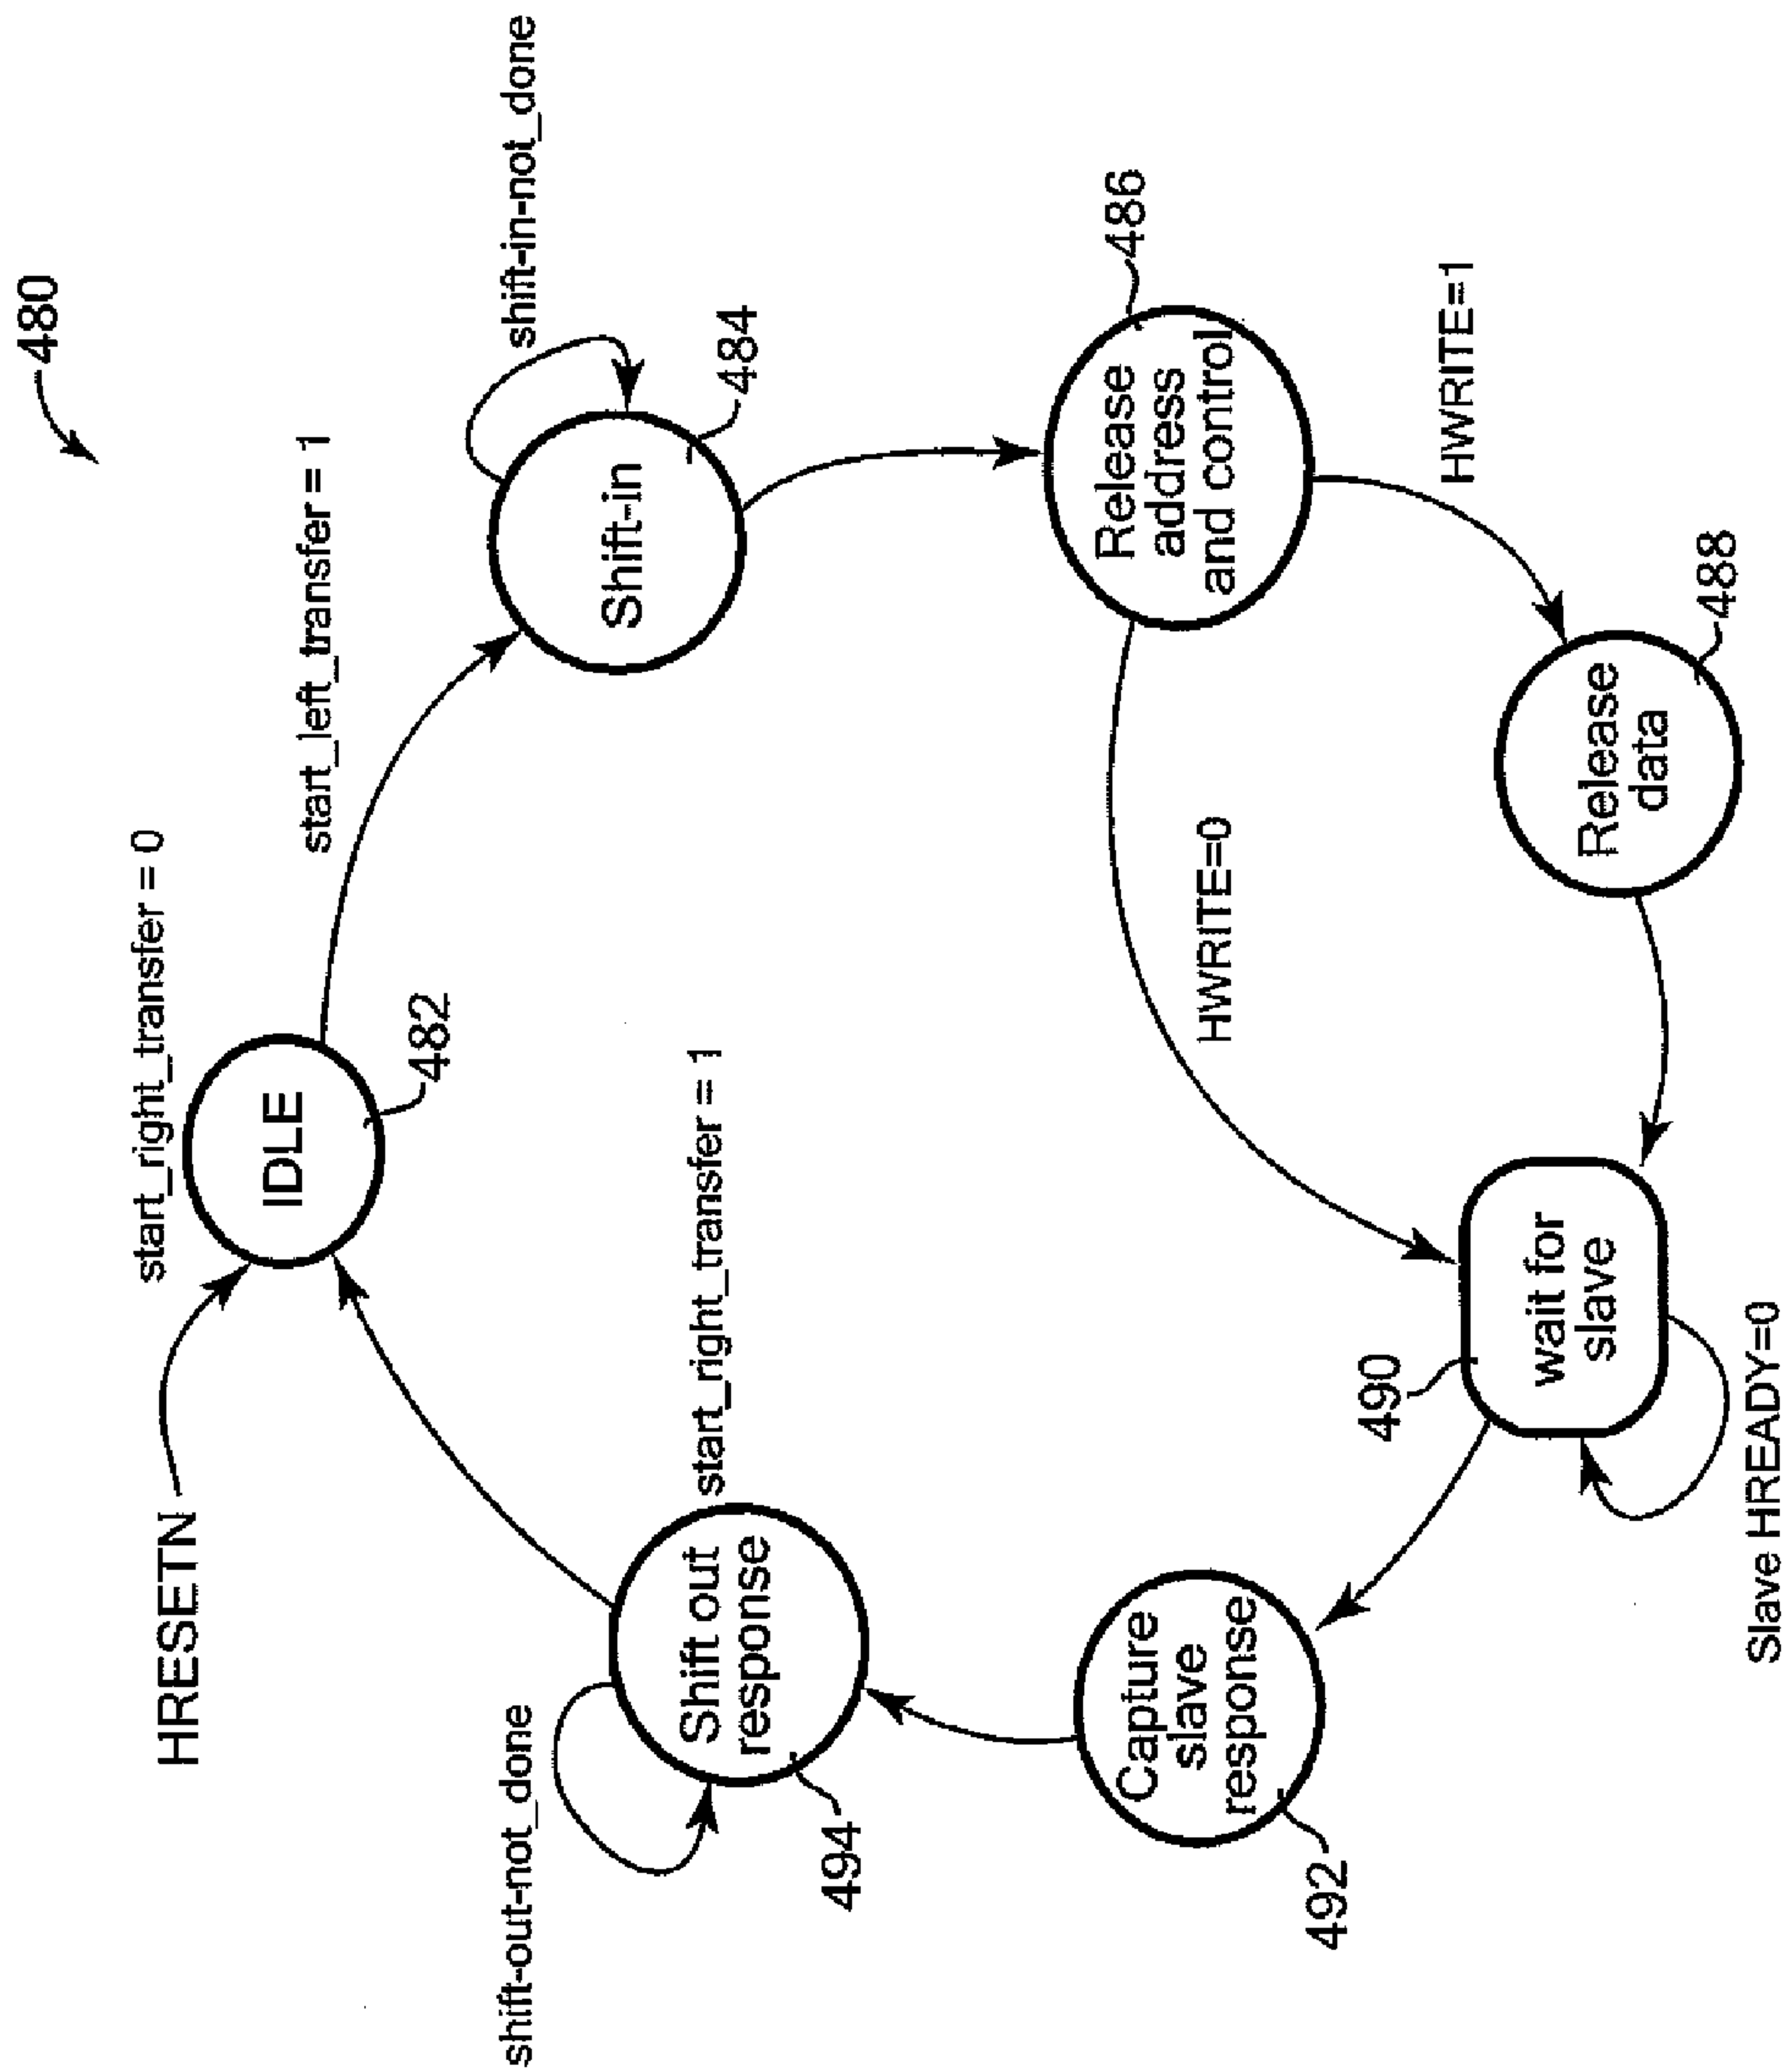 480
start_right_transfer = 0
HRESETN
IDLE
482
start_left_transfer = 1
shift-in-not_done
Shift-in
484
shift-out-not_done
Shift out
response
494
start_right_transfer = 1
Release
address
and control
486
HWRITE=0
HWRITE=1
Capture
slave
response
492
490
wait for
slave
Release
data
488
Slave HREADY=0